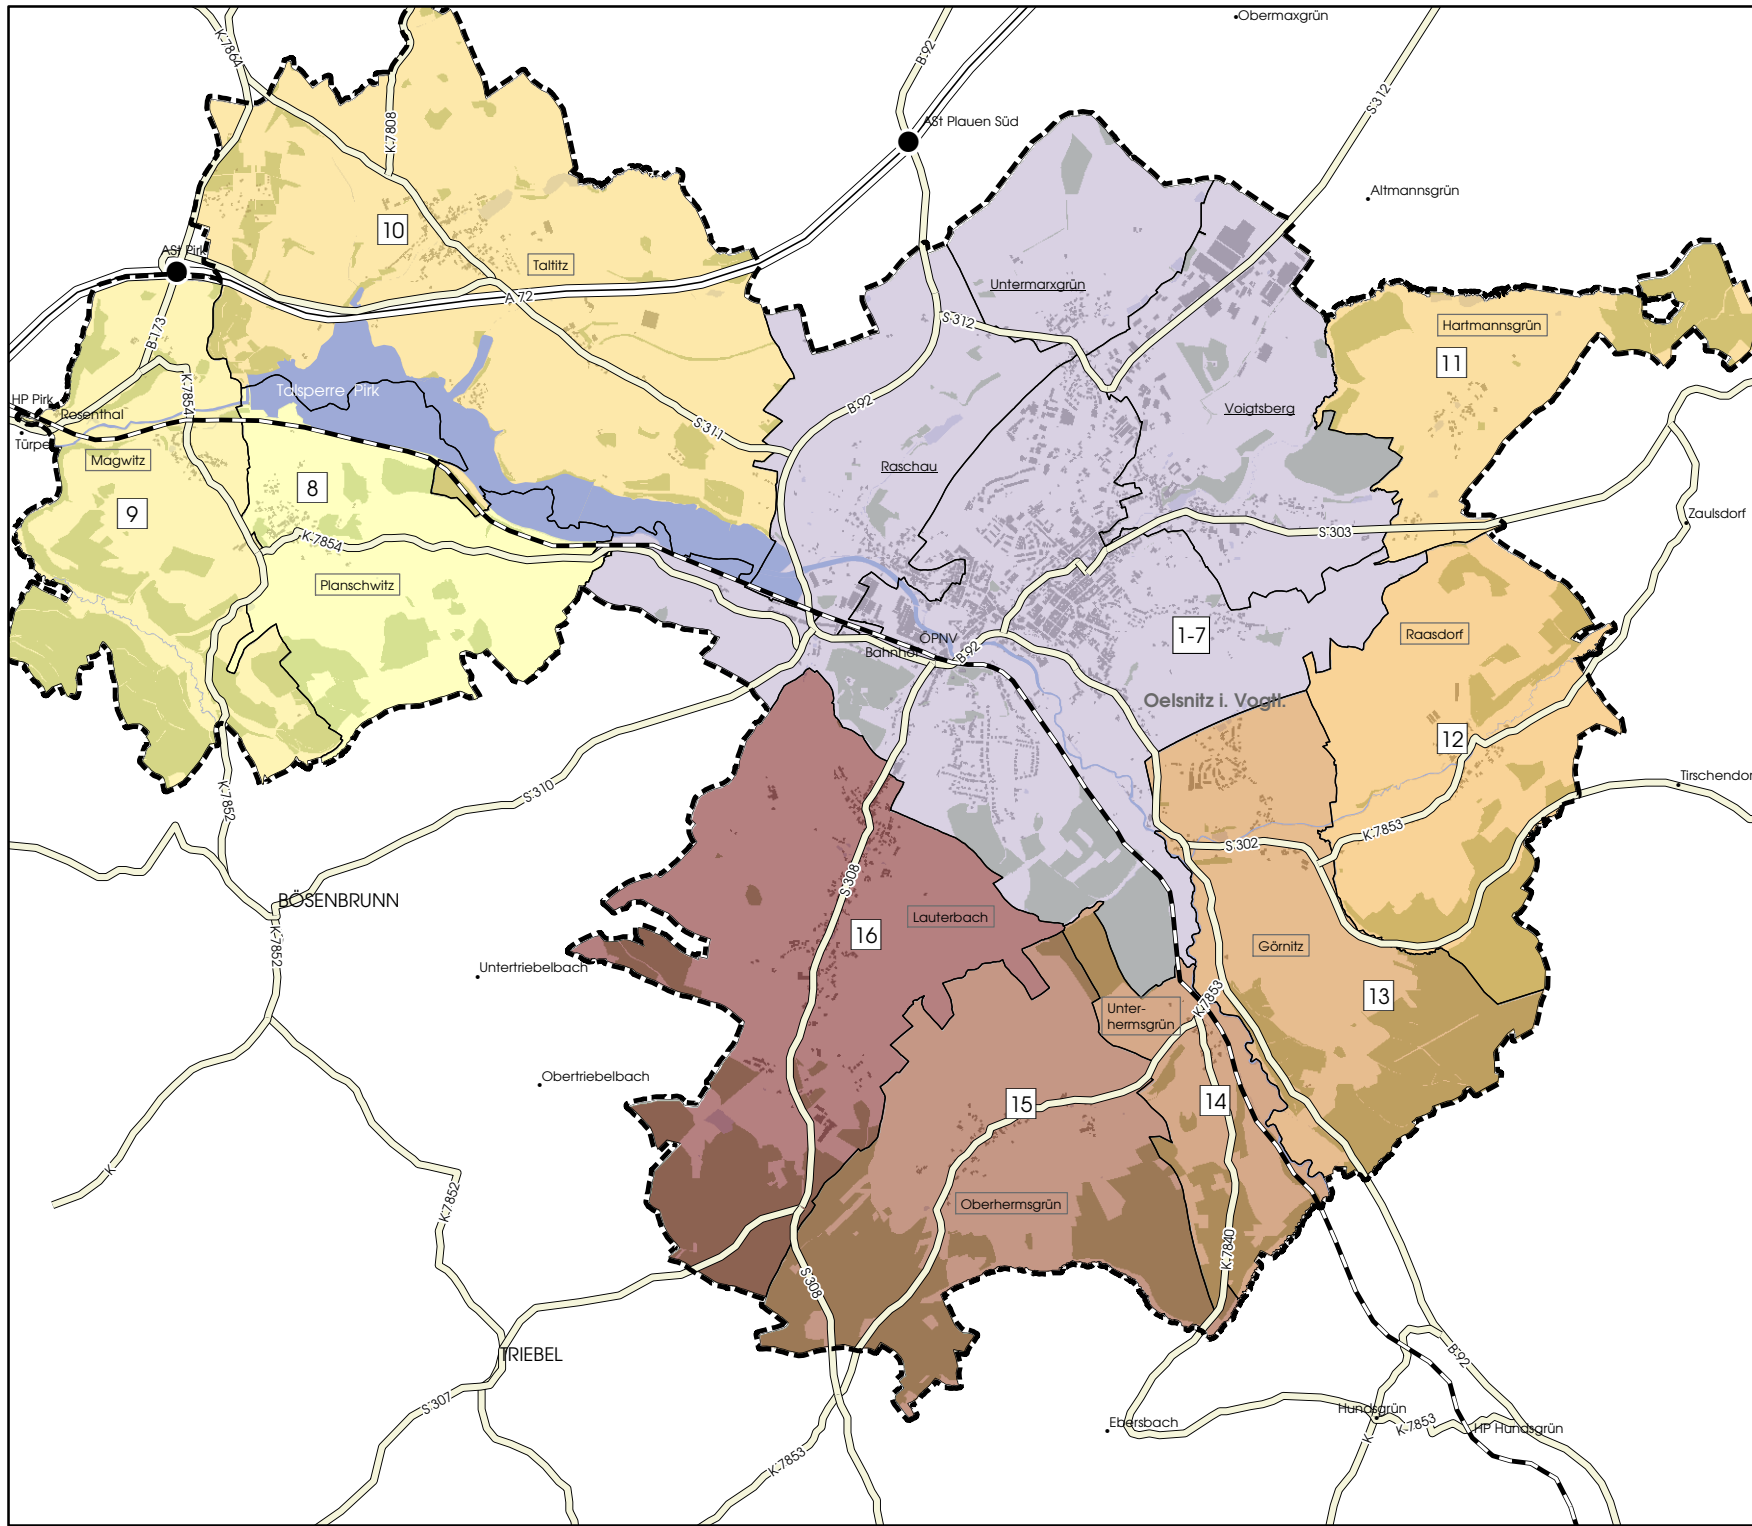 Obermaxgrün
K 7864
B 92
S 312
K 7808
ASt Plauen Süd
Altmannsgrün
10
ASt Pirk
Taltitz
Untermarxgrün
A 72
S 312
Hartmannsgrün
B 173
11
Talsperre Pirk
K 7854
HP Pirk
Rosenthal
B 92
Voigtsberg
S 311
Türpe
Magwitz
Raschau
8
9
Zaulsdorf
K 7854
S 303
Planschwitz
1-7
Raasdorf
ÖPNV
Bahnhof
B 92
Oelsnitz i. Vogtl.
12
Tirschendor
S 310
K 7852
K 7853
S 302
S 308
BÖSENBRUNN
Lauterbach
16
Görnitz
K 7852
Untertriebelbach
13
K 7853
Unter-
hermsgrün
Obertriebelbach
15
14
K
K 7852
Oberhermsgrün
K 7840
S 308
TRIEBEL
B 92
S 307
Ebersbach
Hundsgrün
K 7853
HP Hundsgrün
K
K 7853